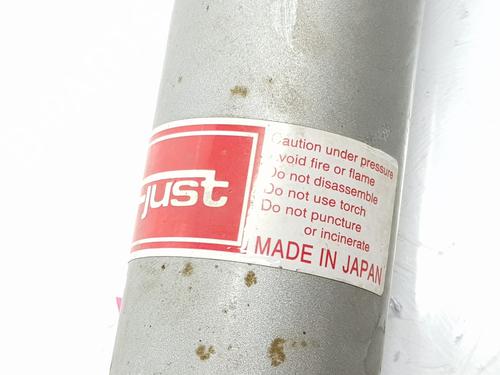 -just
Caution under pressure
Avoid fire or flame
Do not disassemble
Do not use torch
Do not puncture
or incinerate
MADE IN JAPAN